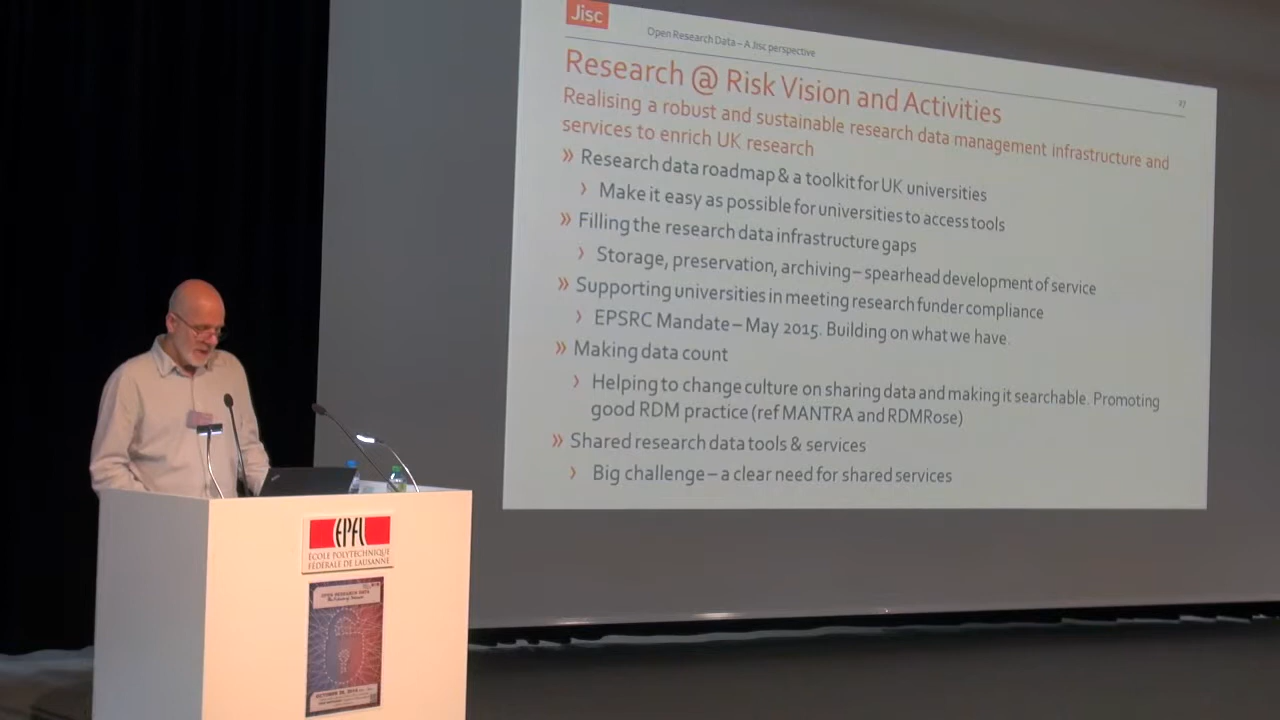 Jisc
Open Research Data – A Jisc perspective
Research @ Risk Vision and Activities
27
Realising a robust and sustainable research data management infrastructure and
services to enrich UK research
» Research data roadmap & a toolkit for UK universities
› Make it easy as possible for universities to access tools
» Filling the research data infrastructure gaps
› Storage, preservation, archiving – spearhead development of service
» Supporting universities in meeting research funder compliance
› EPSRC Mandate – May 2015. Building on what we have.
» Making data count
› Helping to change culture on sharing data and making it searchable. Promoting
good RDM practice (ref MANTRA and RDMRose)
» Shared research data tools & services
› Big challenge – a clear need for shared services
EPFL
ÉCOLE POLYTECHNIQUE
FÉDÉRALE DE LAUSANNE
OPEN RESEARCH DATA